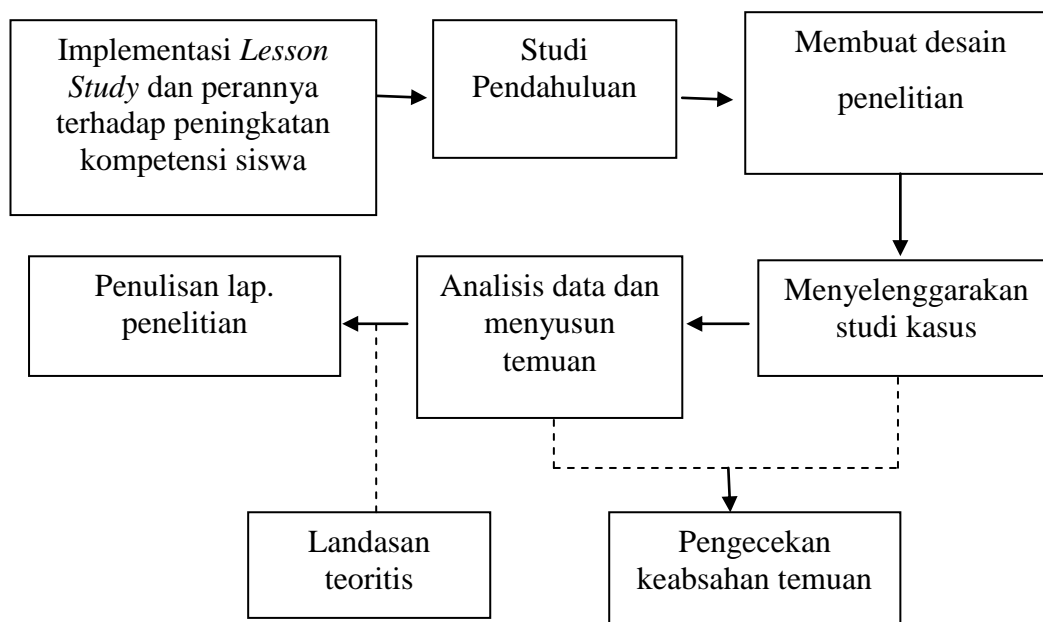 Implementasi Lesson
Study dan perannya
terhadap peningkatan
kompetensi siswa
Studi
Pendahuluan
Membuat desain
penelitian
Penulisan lap.
penelitian
Analisis data dan
menyusun
temuan
Menyelenggarakan
studi kasus
Landasan
teoritis
Pengecekan
keabsahan temuan